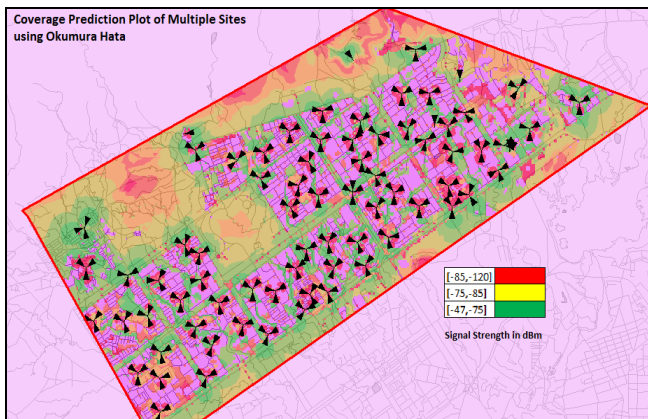 Coverage Prediction Plot of Multiple Sites
using Okumura Hata
[-85,-120]
[-75,-85]
[-47,-75]
Signal Strength in dBm